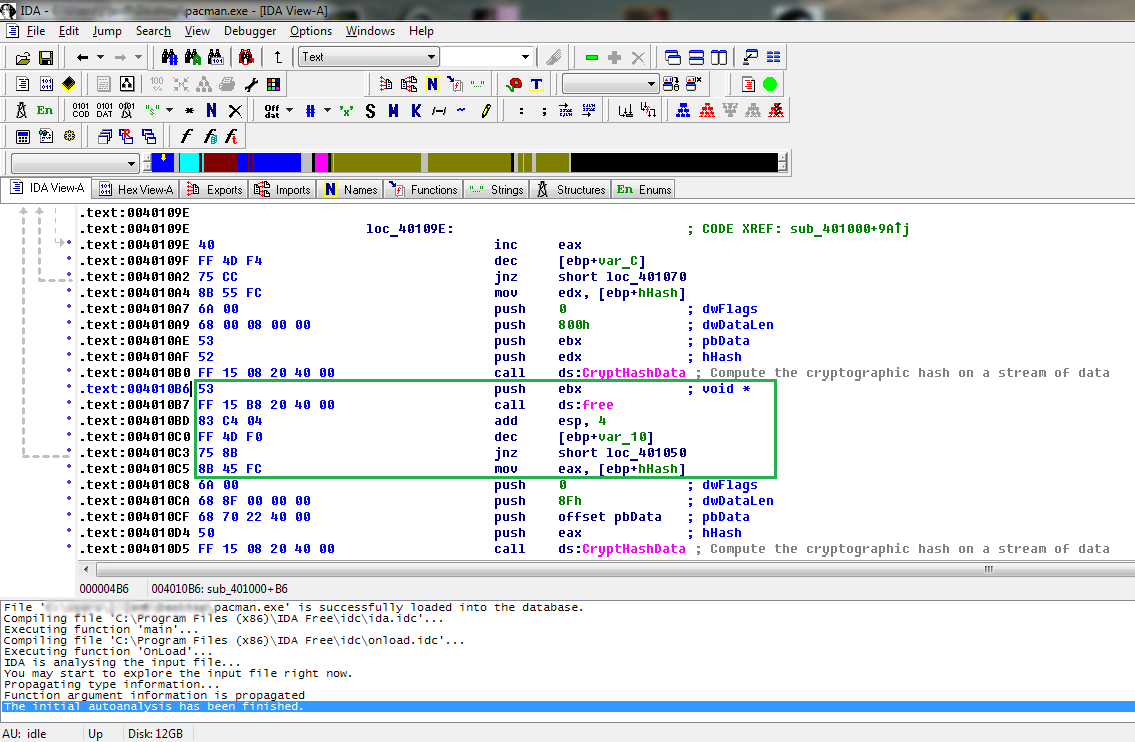 IDA - pacman.exe - [IDA View-A]
File Edit Jump Search View Debugger Options Windows Help
Text
En
IDA View-A Hex View-A Exports Imports N Names Functions Strings Structures En Enums
.text:0040109E
.text:0040109E loc_40109E: ; CODE XREF: sub_401000+9A↑j
.text:0040109E 40 inc eax
.text:0040109F FF 4D F4 dec [ebp+var_C]
.text:004010A2 75 CC jnz short loc_401070
.text:004010A4 8B 55 FC mov edx, [ebp+hHash]
.text:004010A7 6A 00 push 0 ; dwFlags
.text:004010A9 68 00 08 00 00 push 800h ; dwDataLen
.text:004010AE 53 push ebx ; pbData
.text:004010AF 52 push edx ; hHash
.text:004010B0 FF 15 08 20 40 00 call ds:CryptHashData ; Compute the cryptographic hash on a stream of data
.text:004010B6 53 push ebx ; void *
.text:004010B7 FF 15 B8 20 40 00 call ds:free
.text:004010BD 83 C4 04 add esp, 4
.text:004010C0 FF 4D F0 dec [ebp+var_10]
.text:004010C3 75 8B jnz short loc_401050
.text:004010C5 8B 45 FC mov eax, [ebp+hHash]
.text:004010C8 6A 00 push 0 ; dwFlags
.text:004010CA 68 8F 00 00 00 push 8Fh ; dwDataLen
.text:004010CF 68 70 22 40 00 push offset pbData ; pbData
.text:004010D4 50 push eax ; hHash
.text:004010D5 FF 15 08 20 40 00 call ds:CryptHashData ; Compute the cryptographic hash on a stream of data
000004B6 004010B6: sub_401000+B6
File 'pacman.exe' is successfully loaded into the database.
Compiling file 'C:\Program Files (x86)\IDA Free\idc\ida.idc'...
Executing function 'main'...
Compiling file 'C:\Program Files (x86)\IDA Free\idc\onload.idc'...
Executing function 'OnLoad'...
IDA is analysing the input file...
You may start to explore the input file right now.
Propagating type information...
Function argument information is propagated
The initial autoanalysis has been finished.
AU: idle Up Disk: 12GB